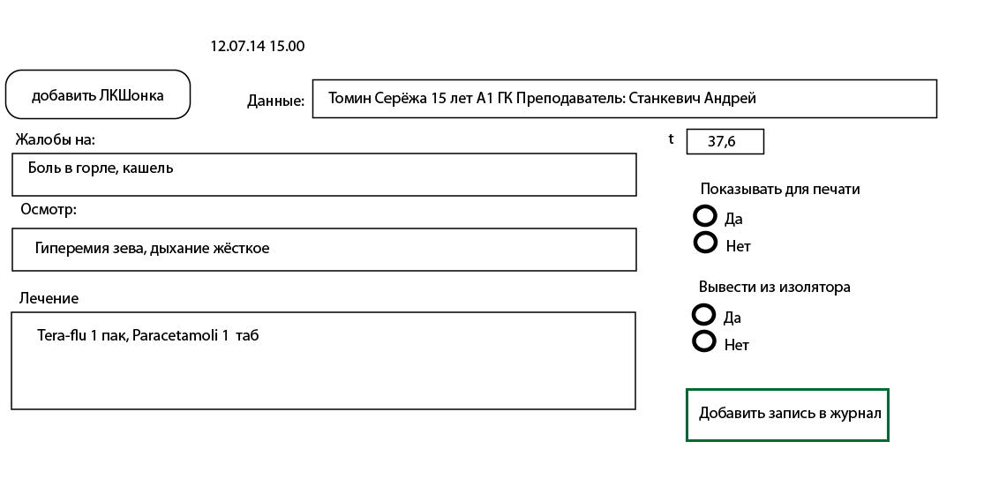 12.07.14 15.00
добавить ЛКШонка
Данные:
Томин Серёжа 15 лет А1 ГК Преподаватель: Станкевич Андрей
Жалобы на:
t
37,6
Боль в горле, кашель
Показывать для печати
Осмотр:
Да
Нет
Гиперемия зева, дыхание жёсткое
Вывести из изолятора
Лечение
Да
Нет
Tera-flu 1 пак, Paracetamoli 1 таб
Добавить запись в журнал